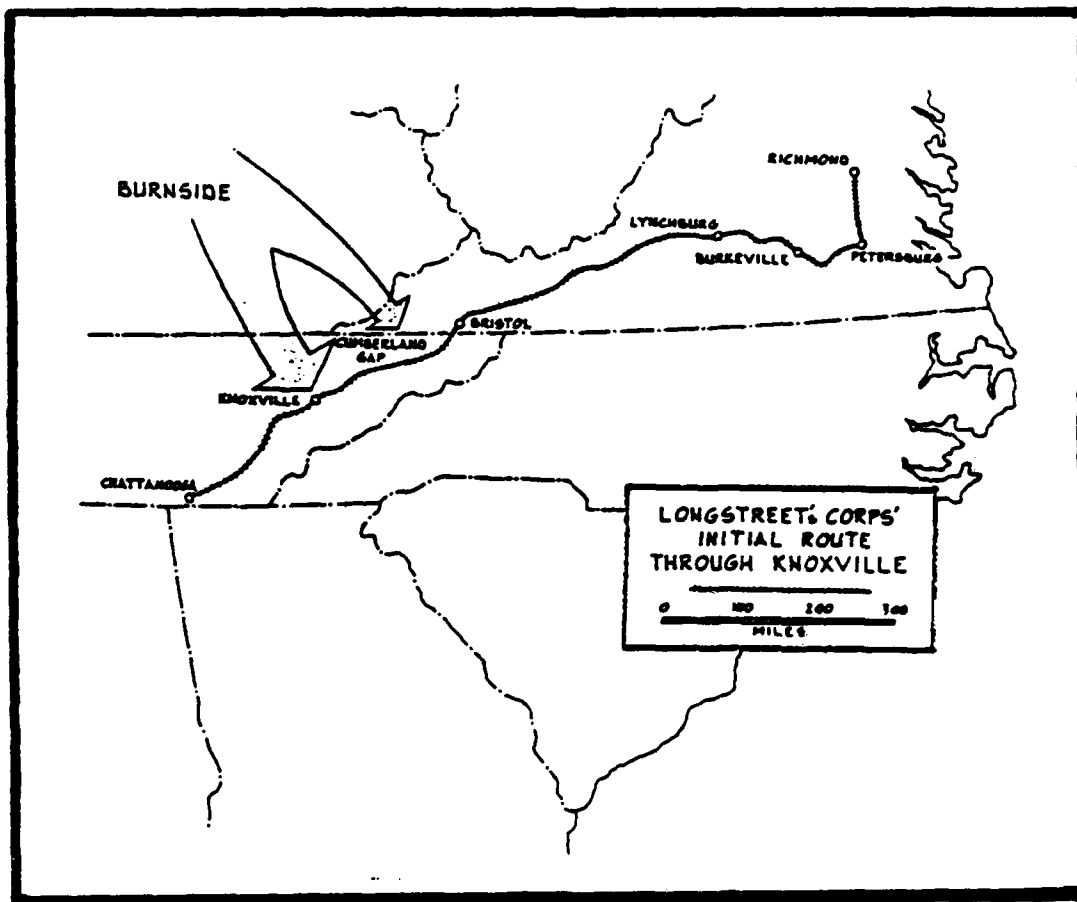 RICHMOND
BURNSIDE
LYNCHBURG
BURKEVILLE
PETERSBURG
BRISTOL
CUMBERLAND
GAP
KNOXVILLE
CHATTANOOGA
LONGSTREET'S CORPS'
INITIAL ROUTE
THROUGH KNOXVILLE
0 100 200 300
MILES